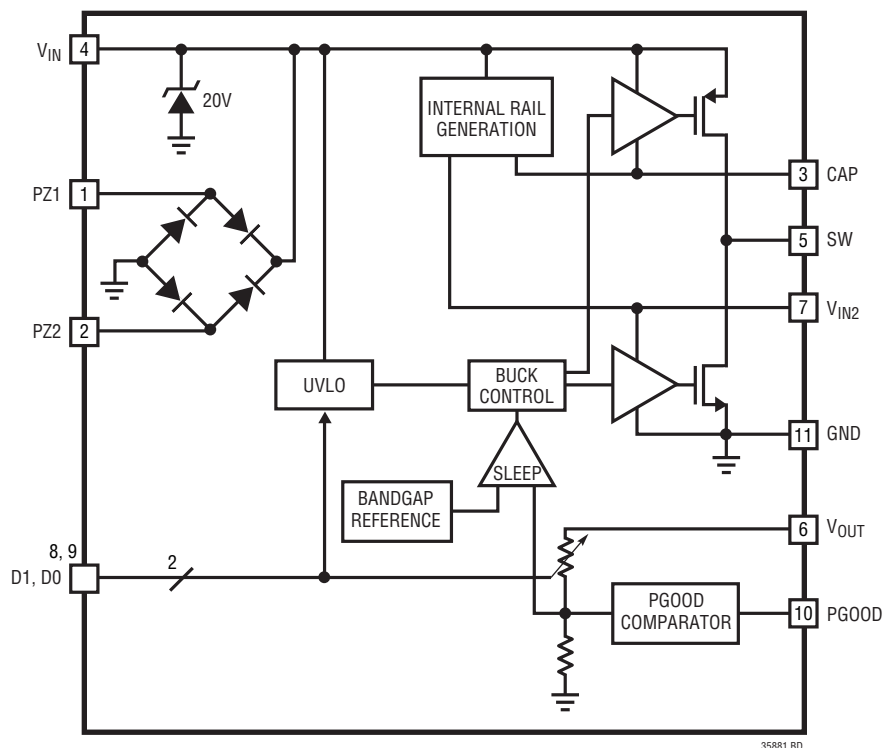 VIN 4
20V
INTERNAL RAIL
GENERATION
3 CAP
PZ1 1
5 SW
7 VIN2
PZ2 2
UVLO
BUCK
CONTROL
11 GND
SLEEP
BANDGAP
REFERENCE
6 VOUT
8, 9
D1, D0
2
PGOOD
COMPARATOR
10 PGOOD
35881 BD